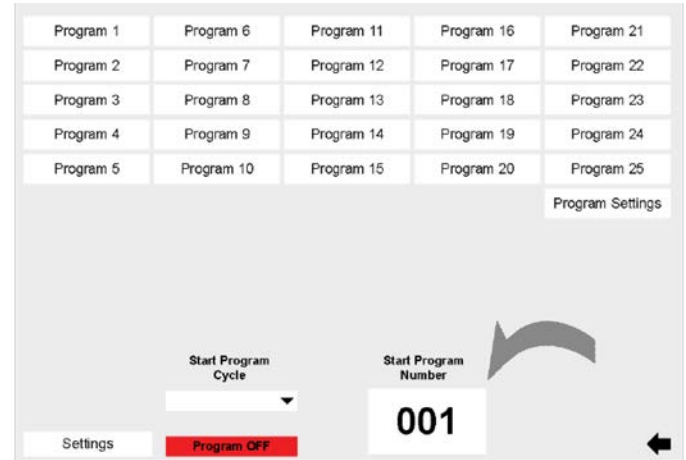 Program 1 Program 6 Program 11 Program 16 Program 21
Program 2 Program 7 Program 12 Program 17 Program 22
Program 3 Program 8 Program 13 Program 18 Program 23
Program 4 Program 9 Program 14 Program 19 Program 24
Program 5 Program 10 Program 15 Program 20 Program 25
Program Settings
Start Program
Cycle
Start Program
Number
001
Settings
Program OFF